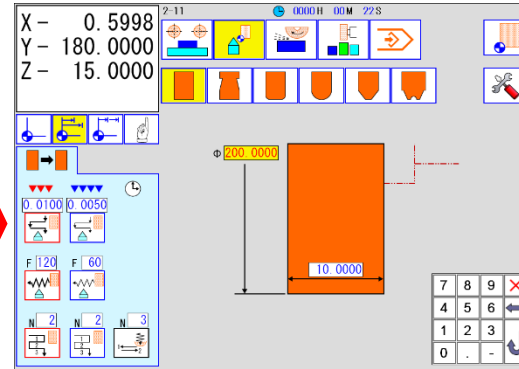 2-11
0000H 00M 22S
X- 0.5998
Y- 180.0000
Z- 15.0000
Φ 200.0000
0.0100 0.0050
F 120 F 60
10.0000
N 2 N 2 N 3
7 8 9
4 5 6
1 2 3
0 . -